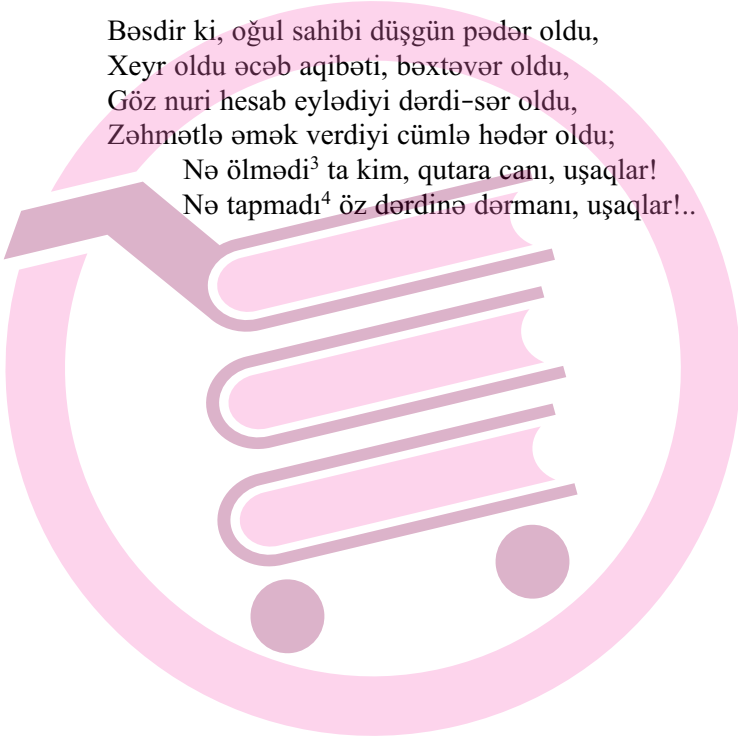 Bəsdir ki, oğul sahibi düşgün pədər oldu,
Xeyr oldu əcəb aqibəti, bəxtəvər oldu,
Göz nuri hesab eylədiyi dərdi-sər oldu,
Zəhmətlə əmək verdiyi cümlə hədər oldu;
Nə ölmədi³ ta kim, qutara canı, uşaqlar!
Nə tapmadı⁴ öz dərdinə dərmanı, uşaqlar!..